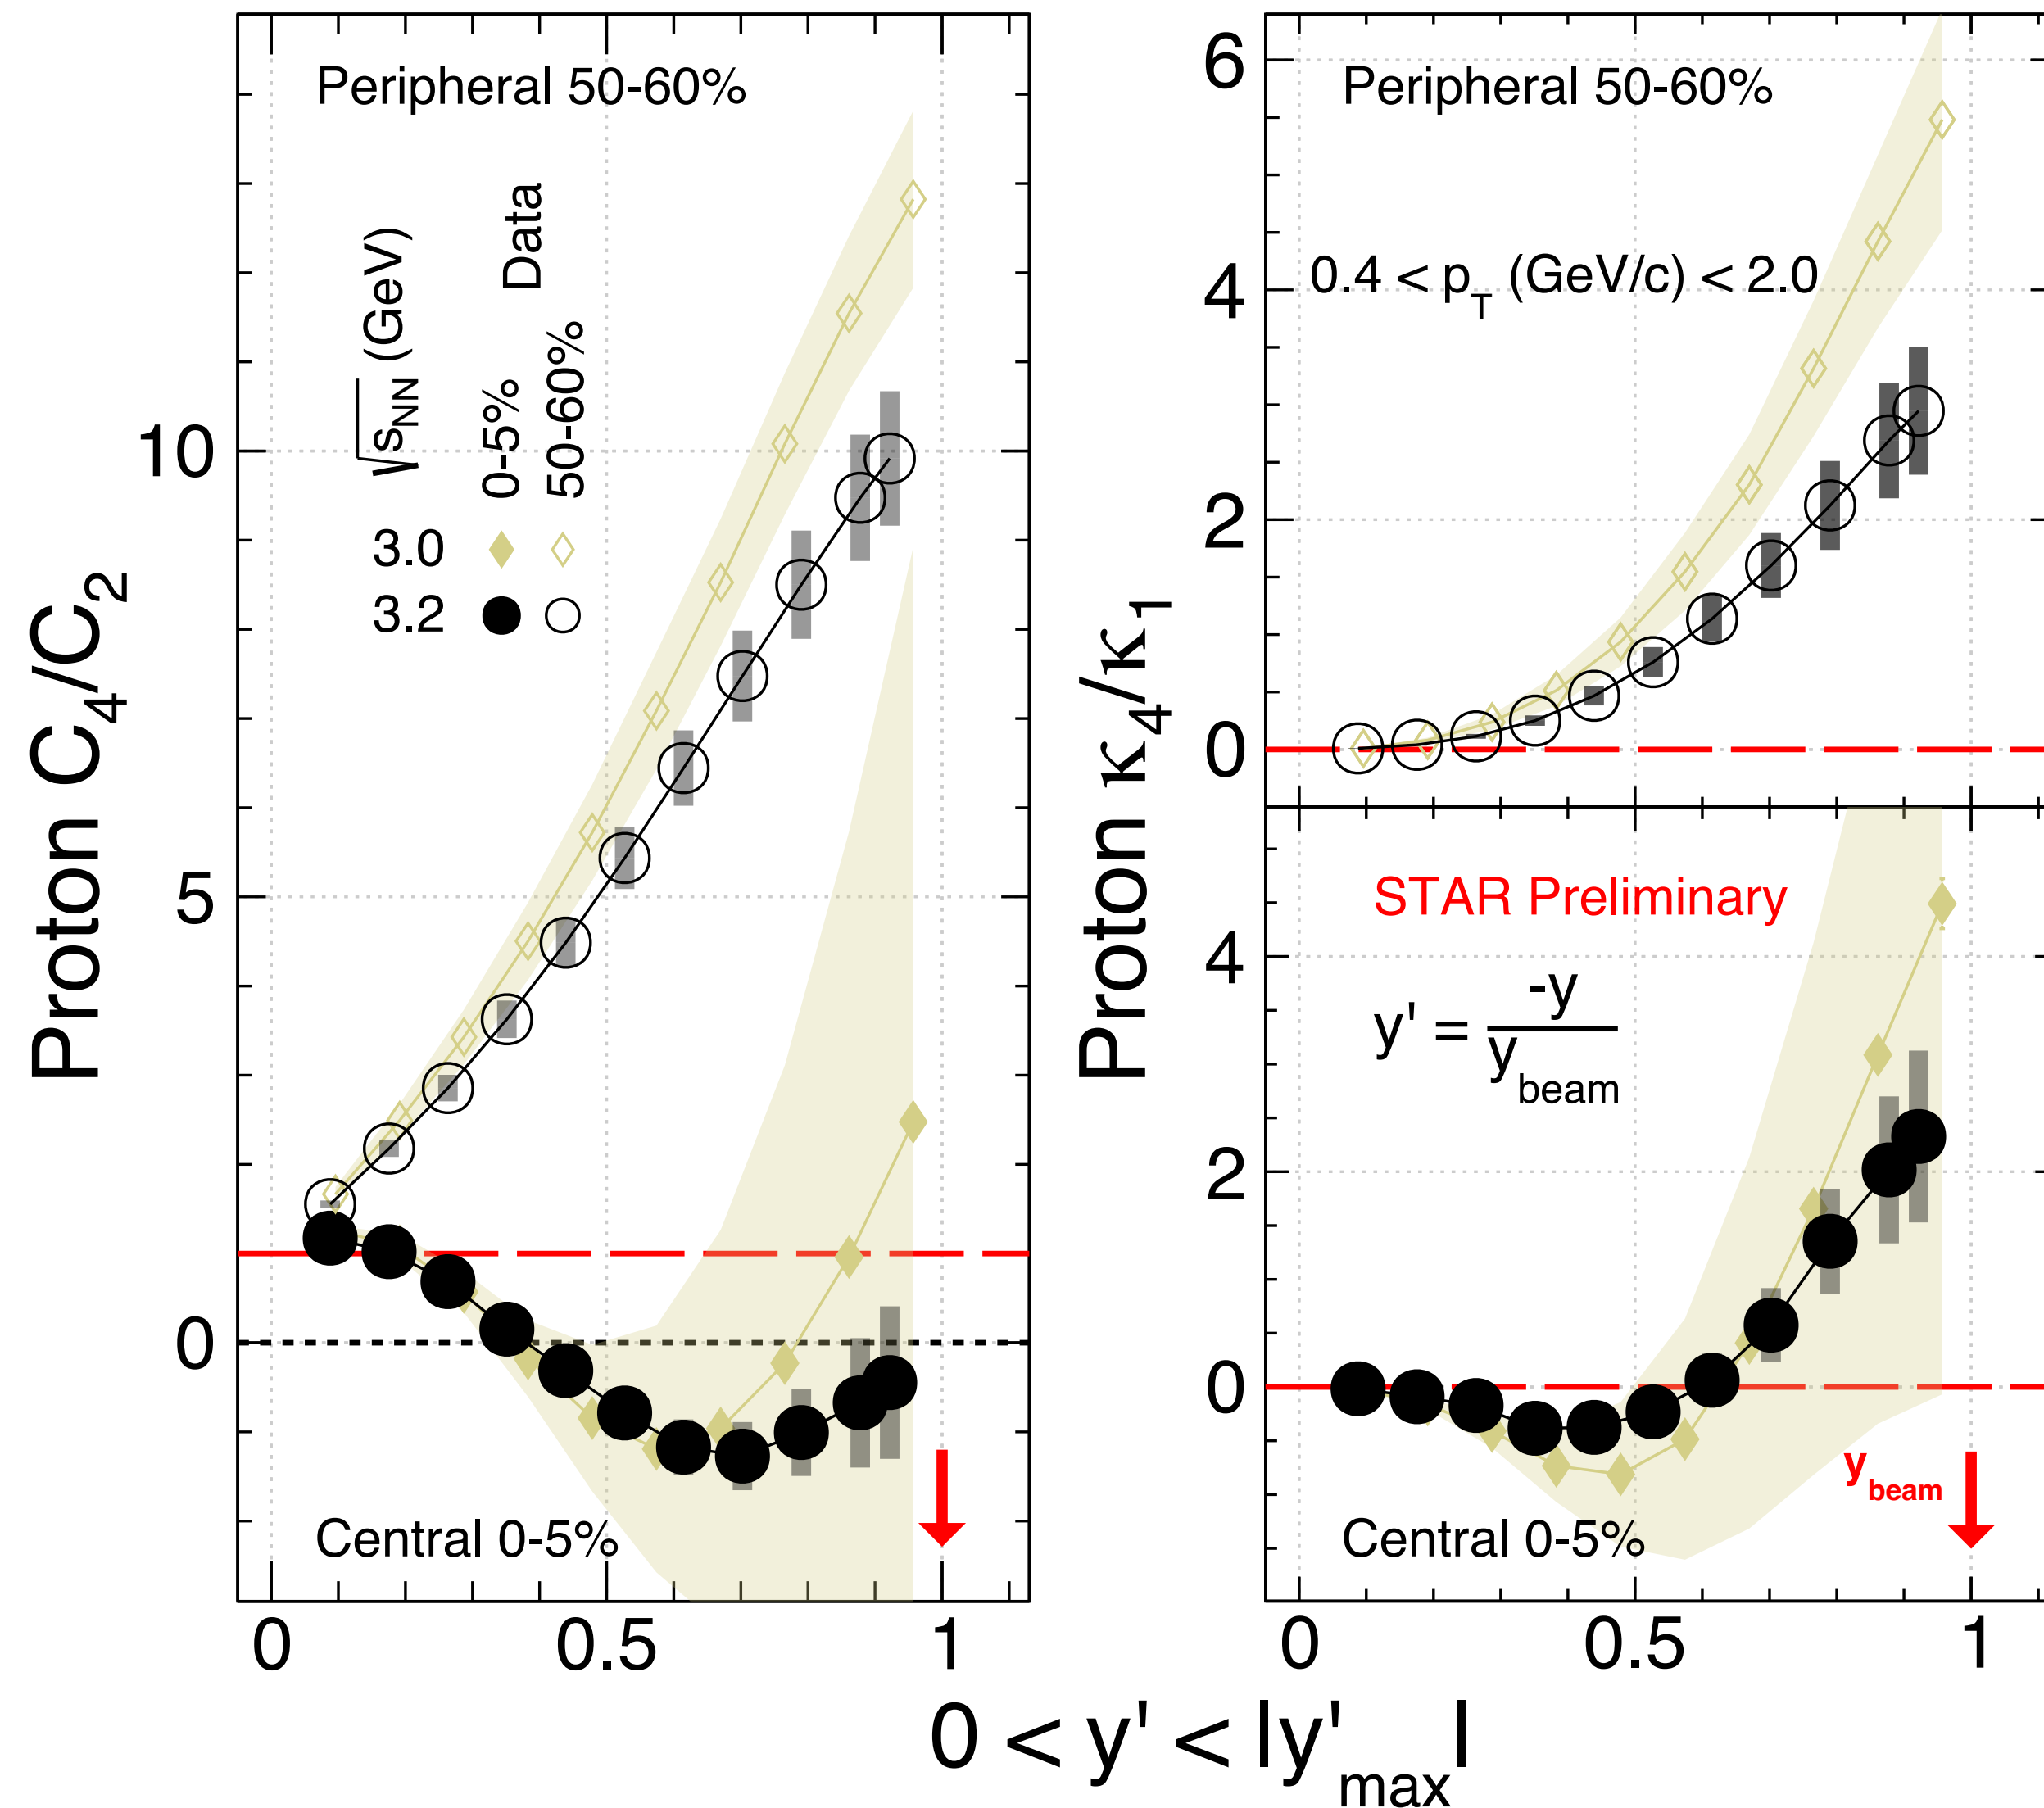 Proton C4/C2
Peripheral 50-60%
√sNN (GeV)
Data
0-5%
50-60%
3.0
3.2
Central 0-5%
10
5
0
0
0.5
1
Proton κ4/κ1
Peripheral 50-60%
0.4 < pT (GeV/c) < 2.0
6
4
2
0
STAR Preliminary
y' = -y
ybeam
4
2
0
ybeam
Central 0-5%
0
0.5
1
0 < y' < |y'max|